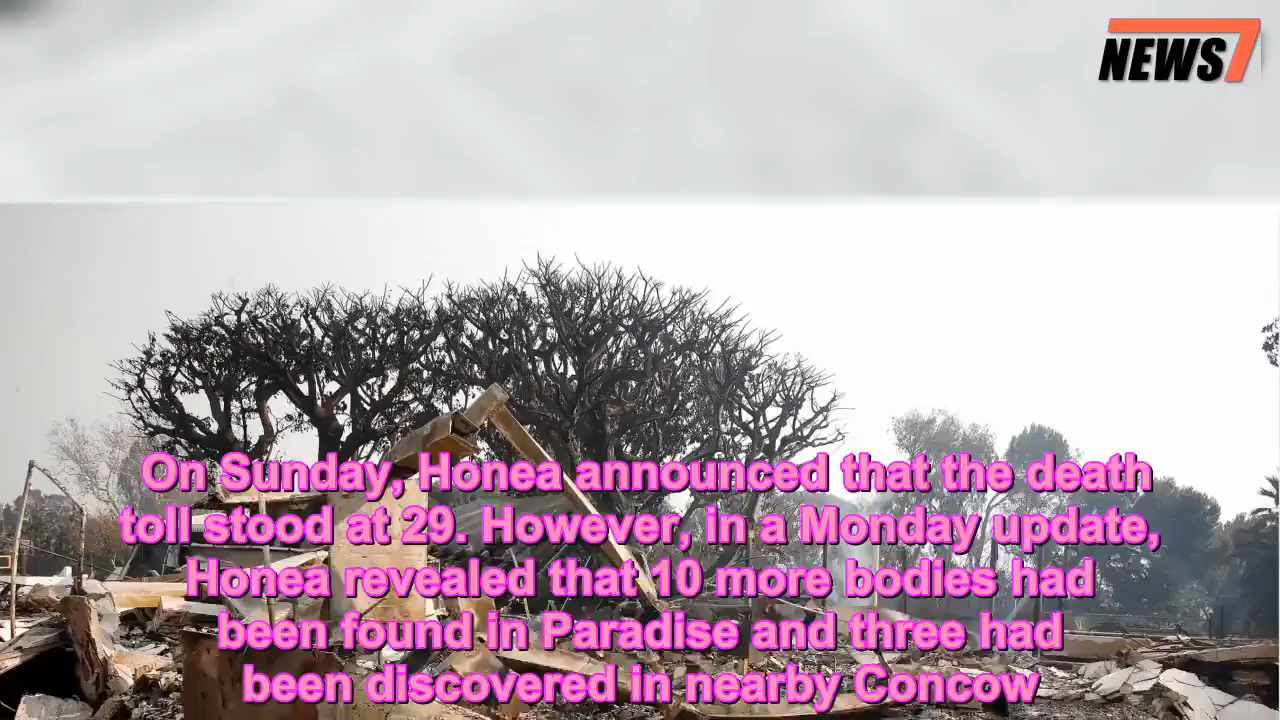 NEWS7
On Sunday, Honea announced that the death
toll stood at 29. However, in a Monday update,
Honea revealed that 10 more bodies had
been found in Paradise and three had
been discovered in nearby Concow